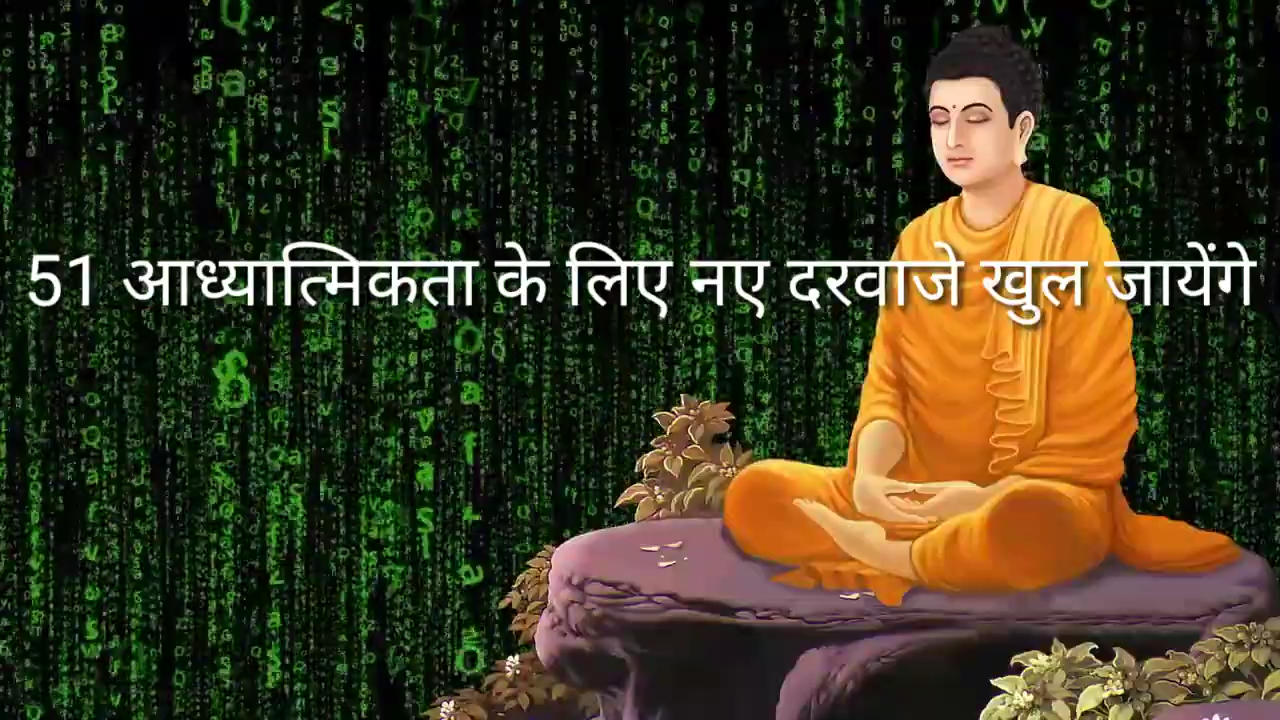 51 आध्यात्मिकता के लिए नए दरवाजे खुल जायेंगे